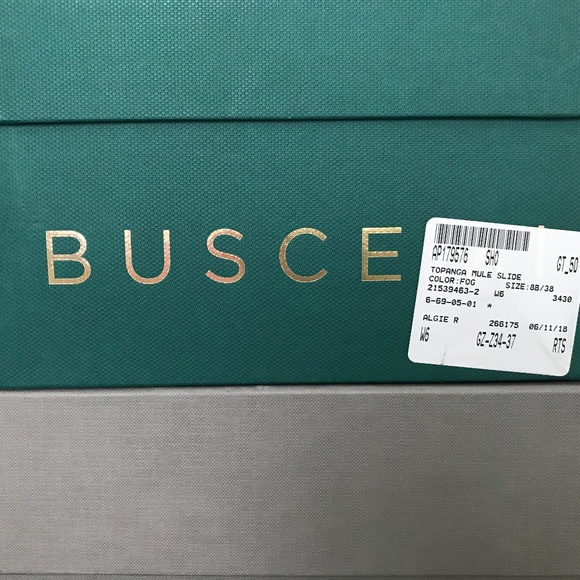 BUSCE
AP179576 SHO GT_50
TOPANGA MULE SLIDE
COLOR:FOG SIZE:8B/38
21539463-2 W6 3430
6-69-05-01 *
ALGIE R 266175 06/11/18
W6 GZ-Z34-37 RTS